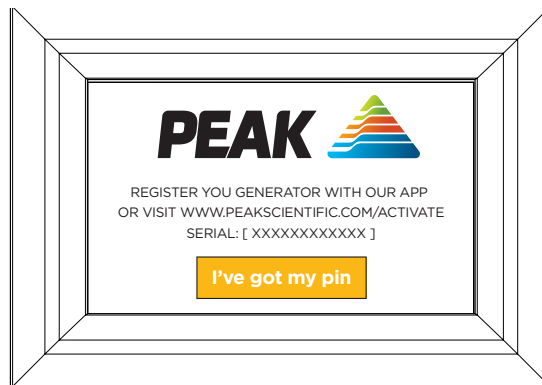 PEAK
REGISTER YOU GENERATOR WITH OUR APP
OR VISIT WWW.PEAKSCIENTIFIC.COM/ACTIVATE
SERIAL: [ XXXXXXXXXXXX ]
I've got my pin